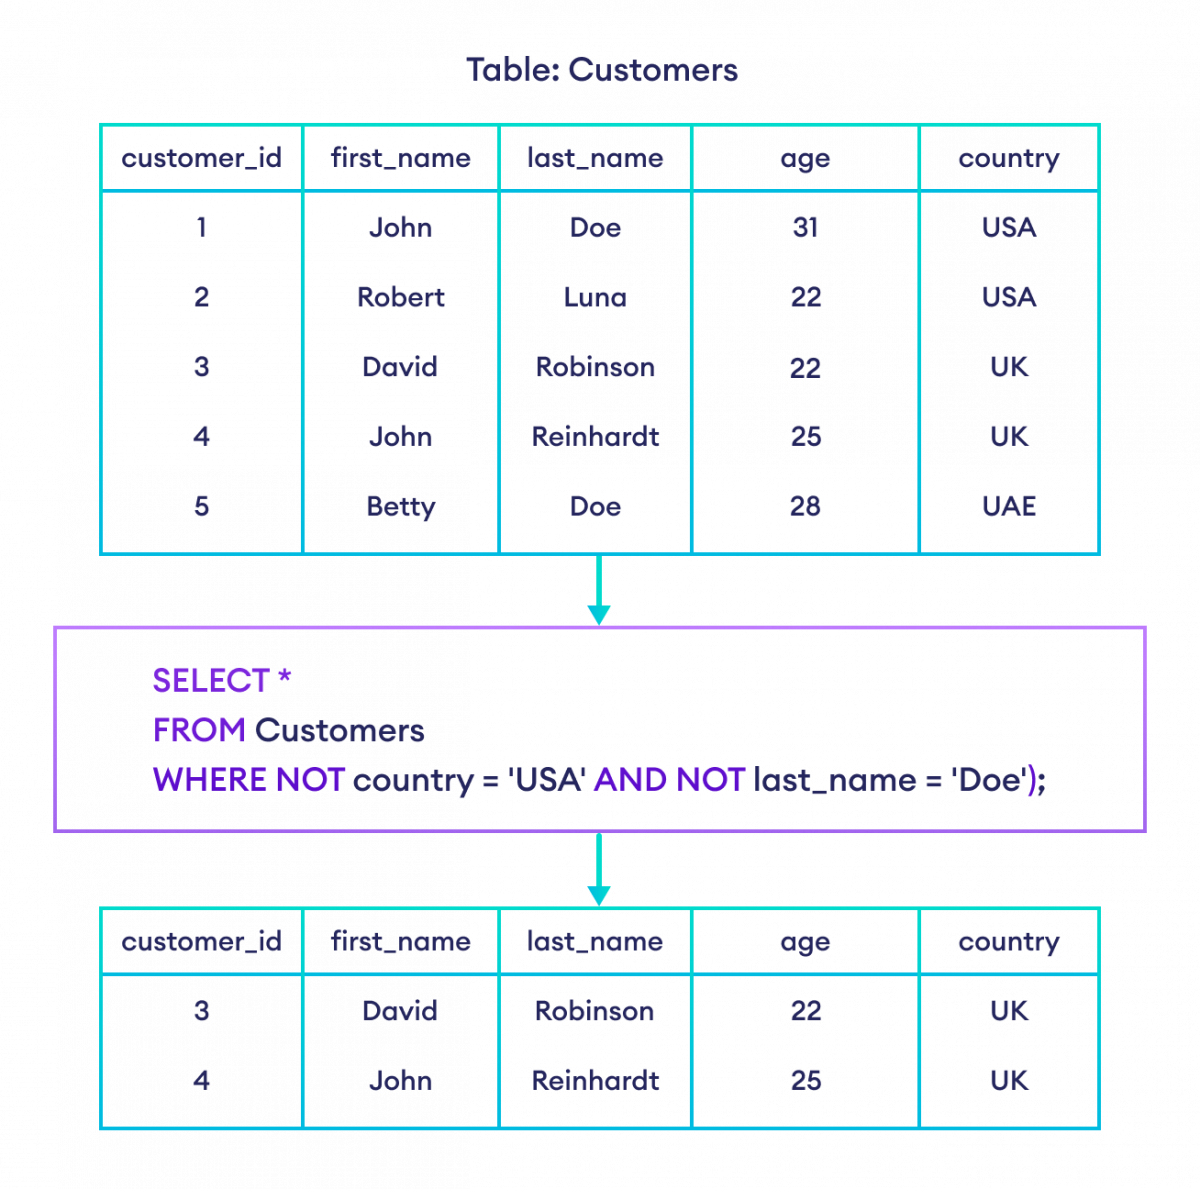 Table: Customers
customer_id first_name last_name age country
1 John Doe 31 USA
2 Robert Luna 22 USA
3 David Robinson 22 UK
4 John Reinhardt 25 UK
5 Betty Doe 28 UAE
SELECT *
FROM Customers
WHERE NOT country = 'USA' AND NOT last_name = 'Doe');
customer_id first_name last_name age country
3 David Robinson 22 UK
4 John Reinhardt 25 UK